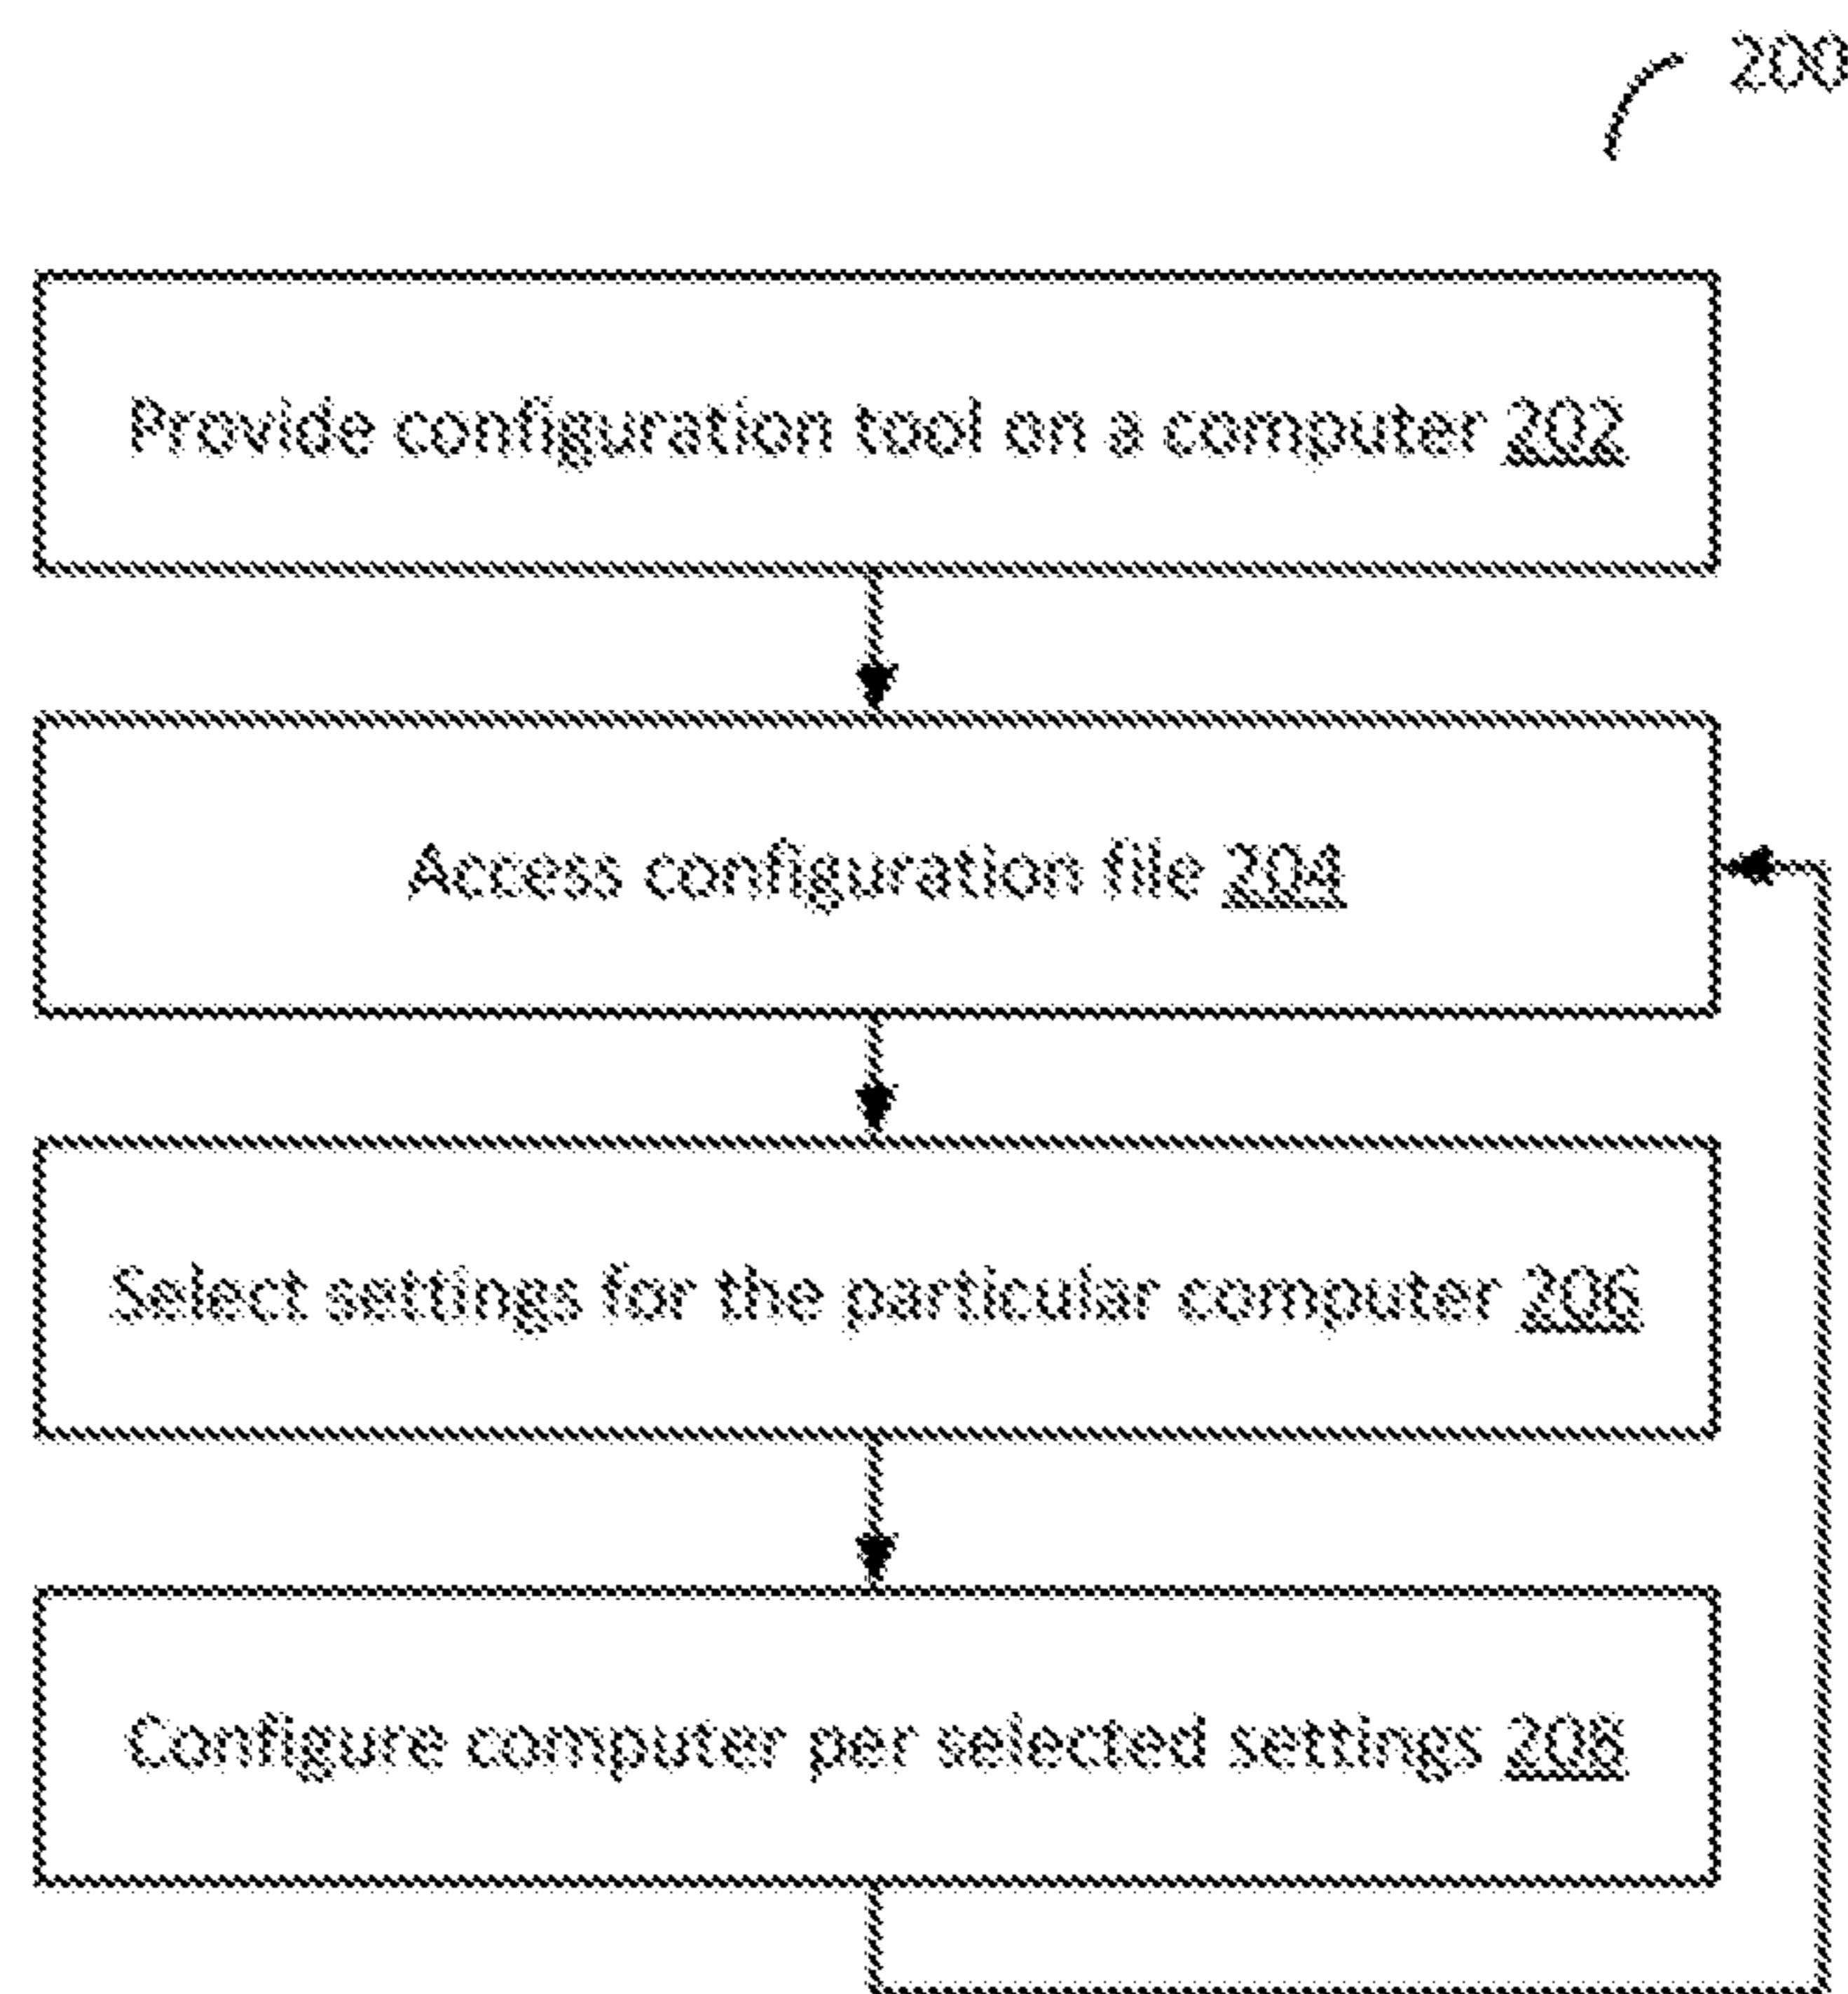 200
Provide configuration tool on a computer 202
Access configuration file 204
Select settings for the particular computer 206
Configure computer per selected settings 208